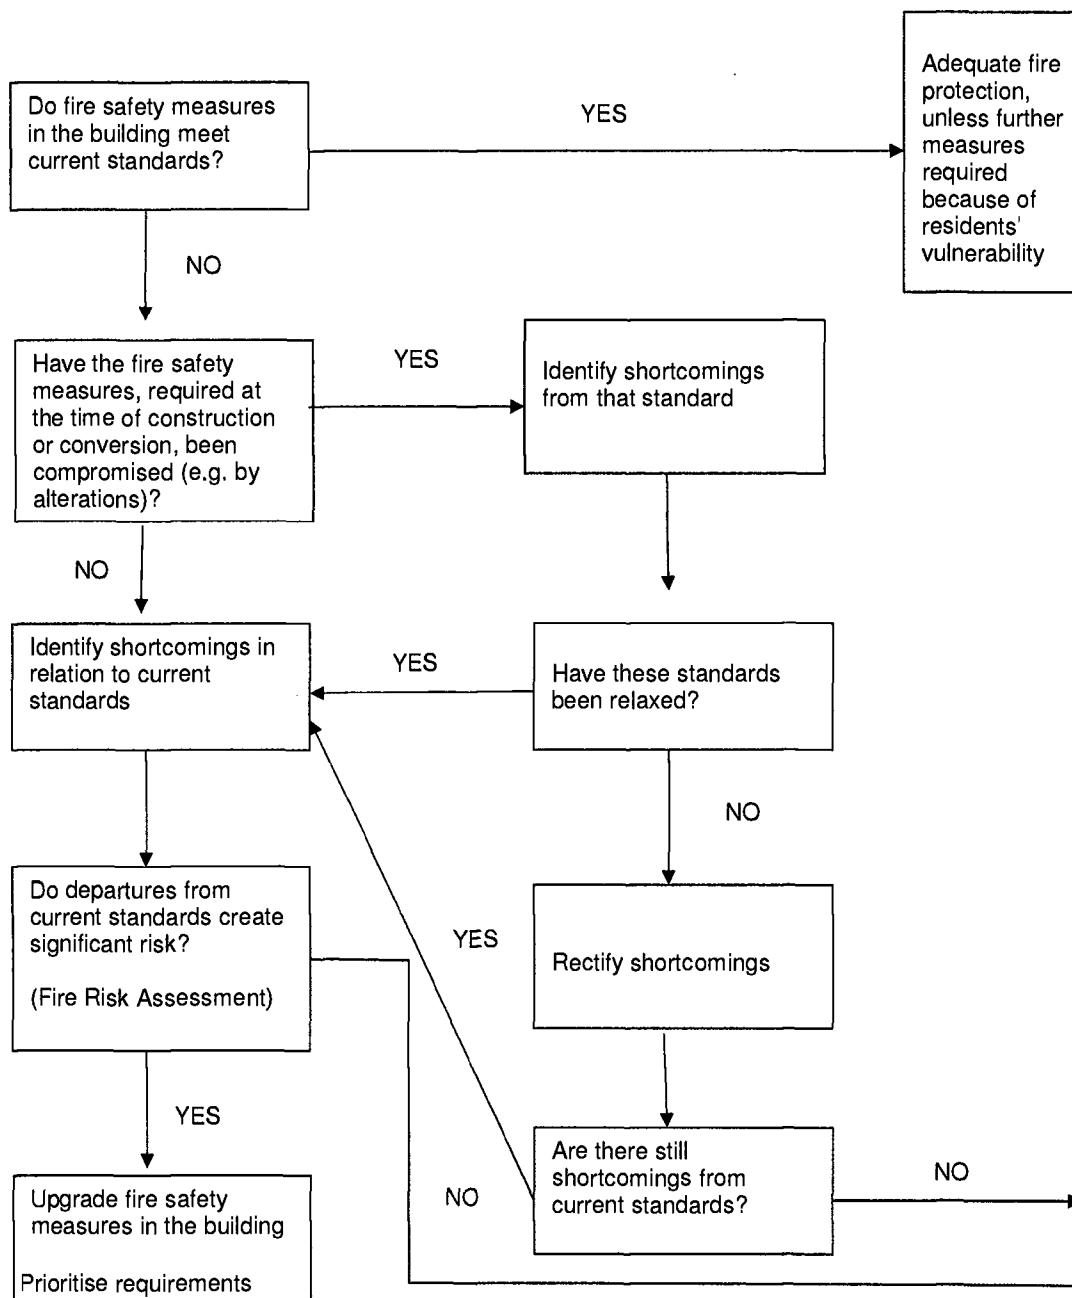 Do fire safety measures
in the building meet
current standards?
YES
Adequate fire
protection,
unless further
measures
required
because of
residents'
vulnerability
NO
Have the fire safety
measures, required at
the time of construction
or conversion, been
compromised (e.g. by
alterations)?
YES
Identify shortcomings
from that standard
NO
Identify shortcomings in
relation to current
standards
YES
Have these standards
been relaxed?
NO
Do departures from
current standards create
significant risk?
(Fire Risk Assessment)
YES
Rectify shortcomings
YES
Upgrade fire safety
measures in the building
Prioritise requirements
NO
Are there still
shortcomings from
current standards?
NO